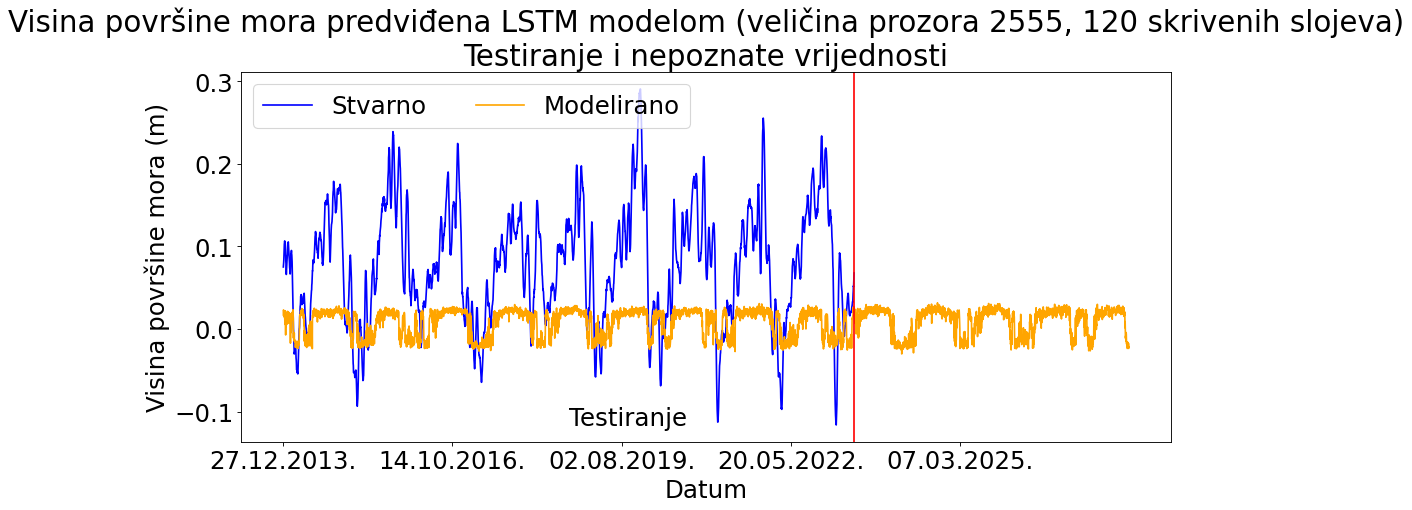 Visina površine mora predviđena LSTM modelom (veličina prozora 2555, 120 skrivenih slojeva)
Testiranje i nepoznate vrijednosti
Stvarno Modelirano
Visina površine mora (m)
0.3
0.2
0.1
0.0
−0.1
Testiranje
27.12.2013. 14.10.2016. 02.08.2019. 20.05.2022. 07.03.2025.
Datum